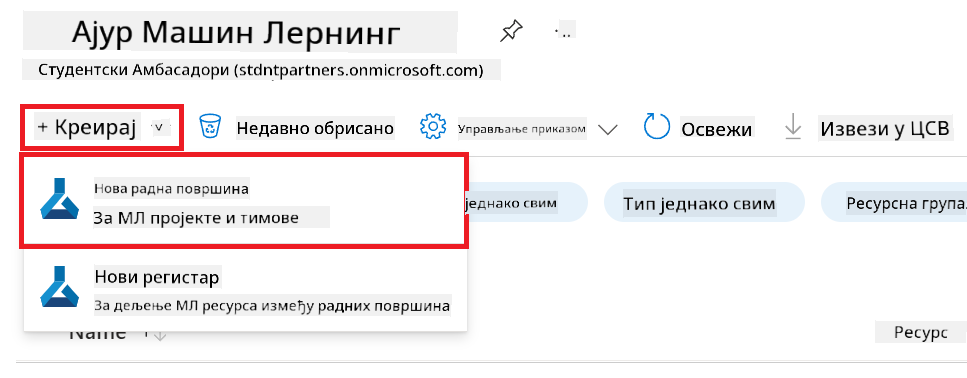 Ајур Машин Лернинг
Студентски Амбасадори (stdntpartners.onmicrosoft.com)
+ Креирај
Недавно обрисано
Управљање приказом
Освежи
Извези у ЦСВ
Нова радна површина
За МЛ пројекте и тимове
једнако свим
Тип једнако свим
Ресурсна група
Нови регистар
За дељење МЛ ресурса између радних површина
Name
Ресурс